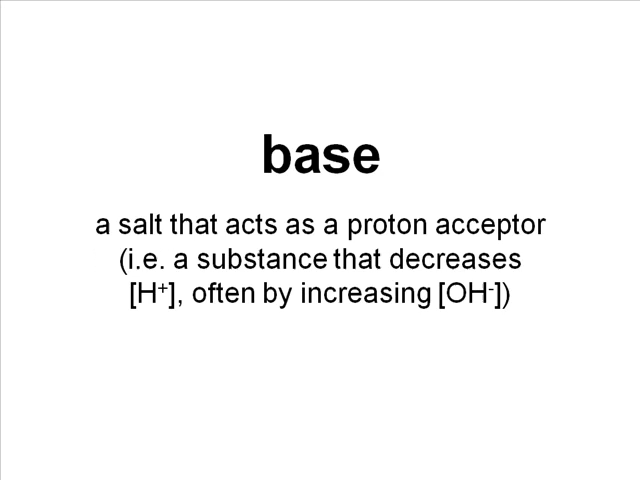 base
a salt that acts as a proton acceptor
(i.e. a substance that decreases
[H⁺], often by increasing [OH⁻])